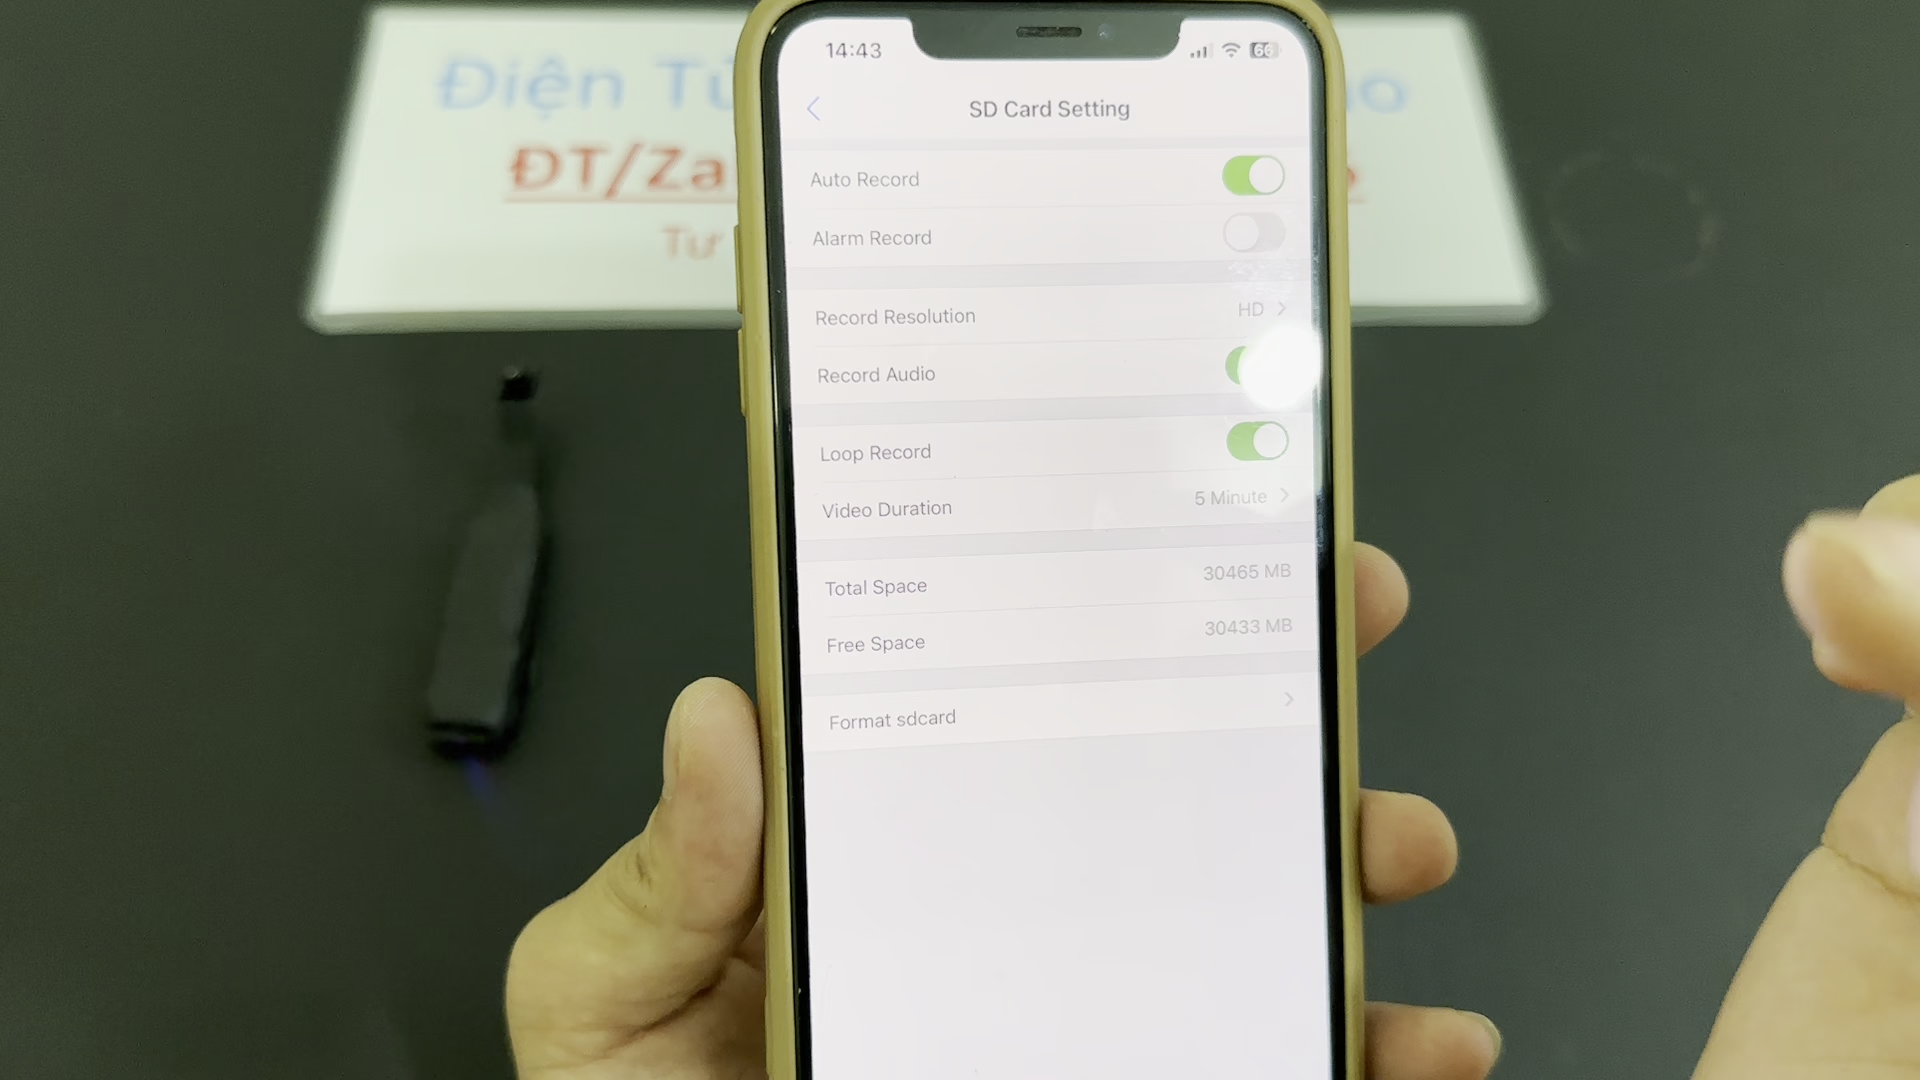 Điện
ĐT/Za
Tư
14:43
66
SD Card Setting
Auto Record
Alarm Record
Record Resolution HD
Record Audio
Loop Record
Video Duration 5 Minute
Total Space 30465 MB
Free Space 30433 MB
Format sdcard